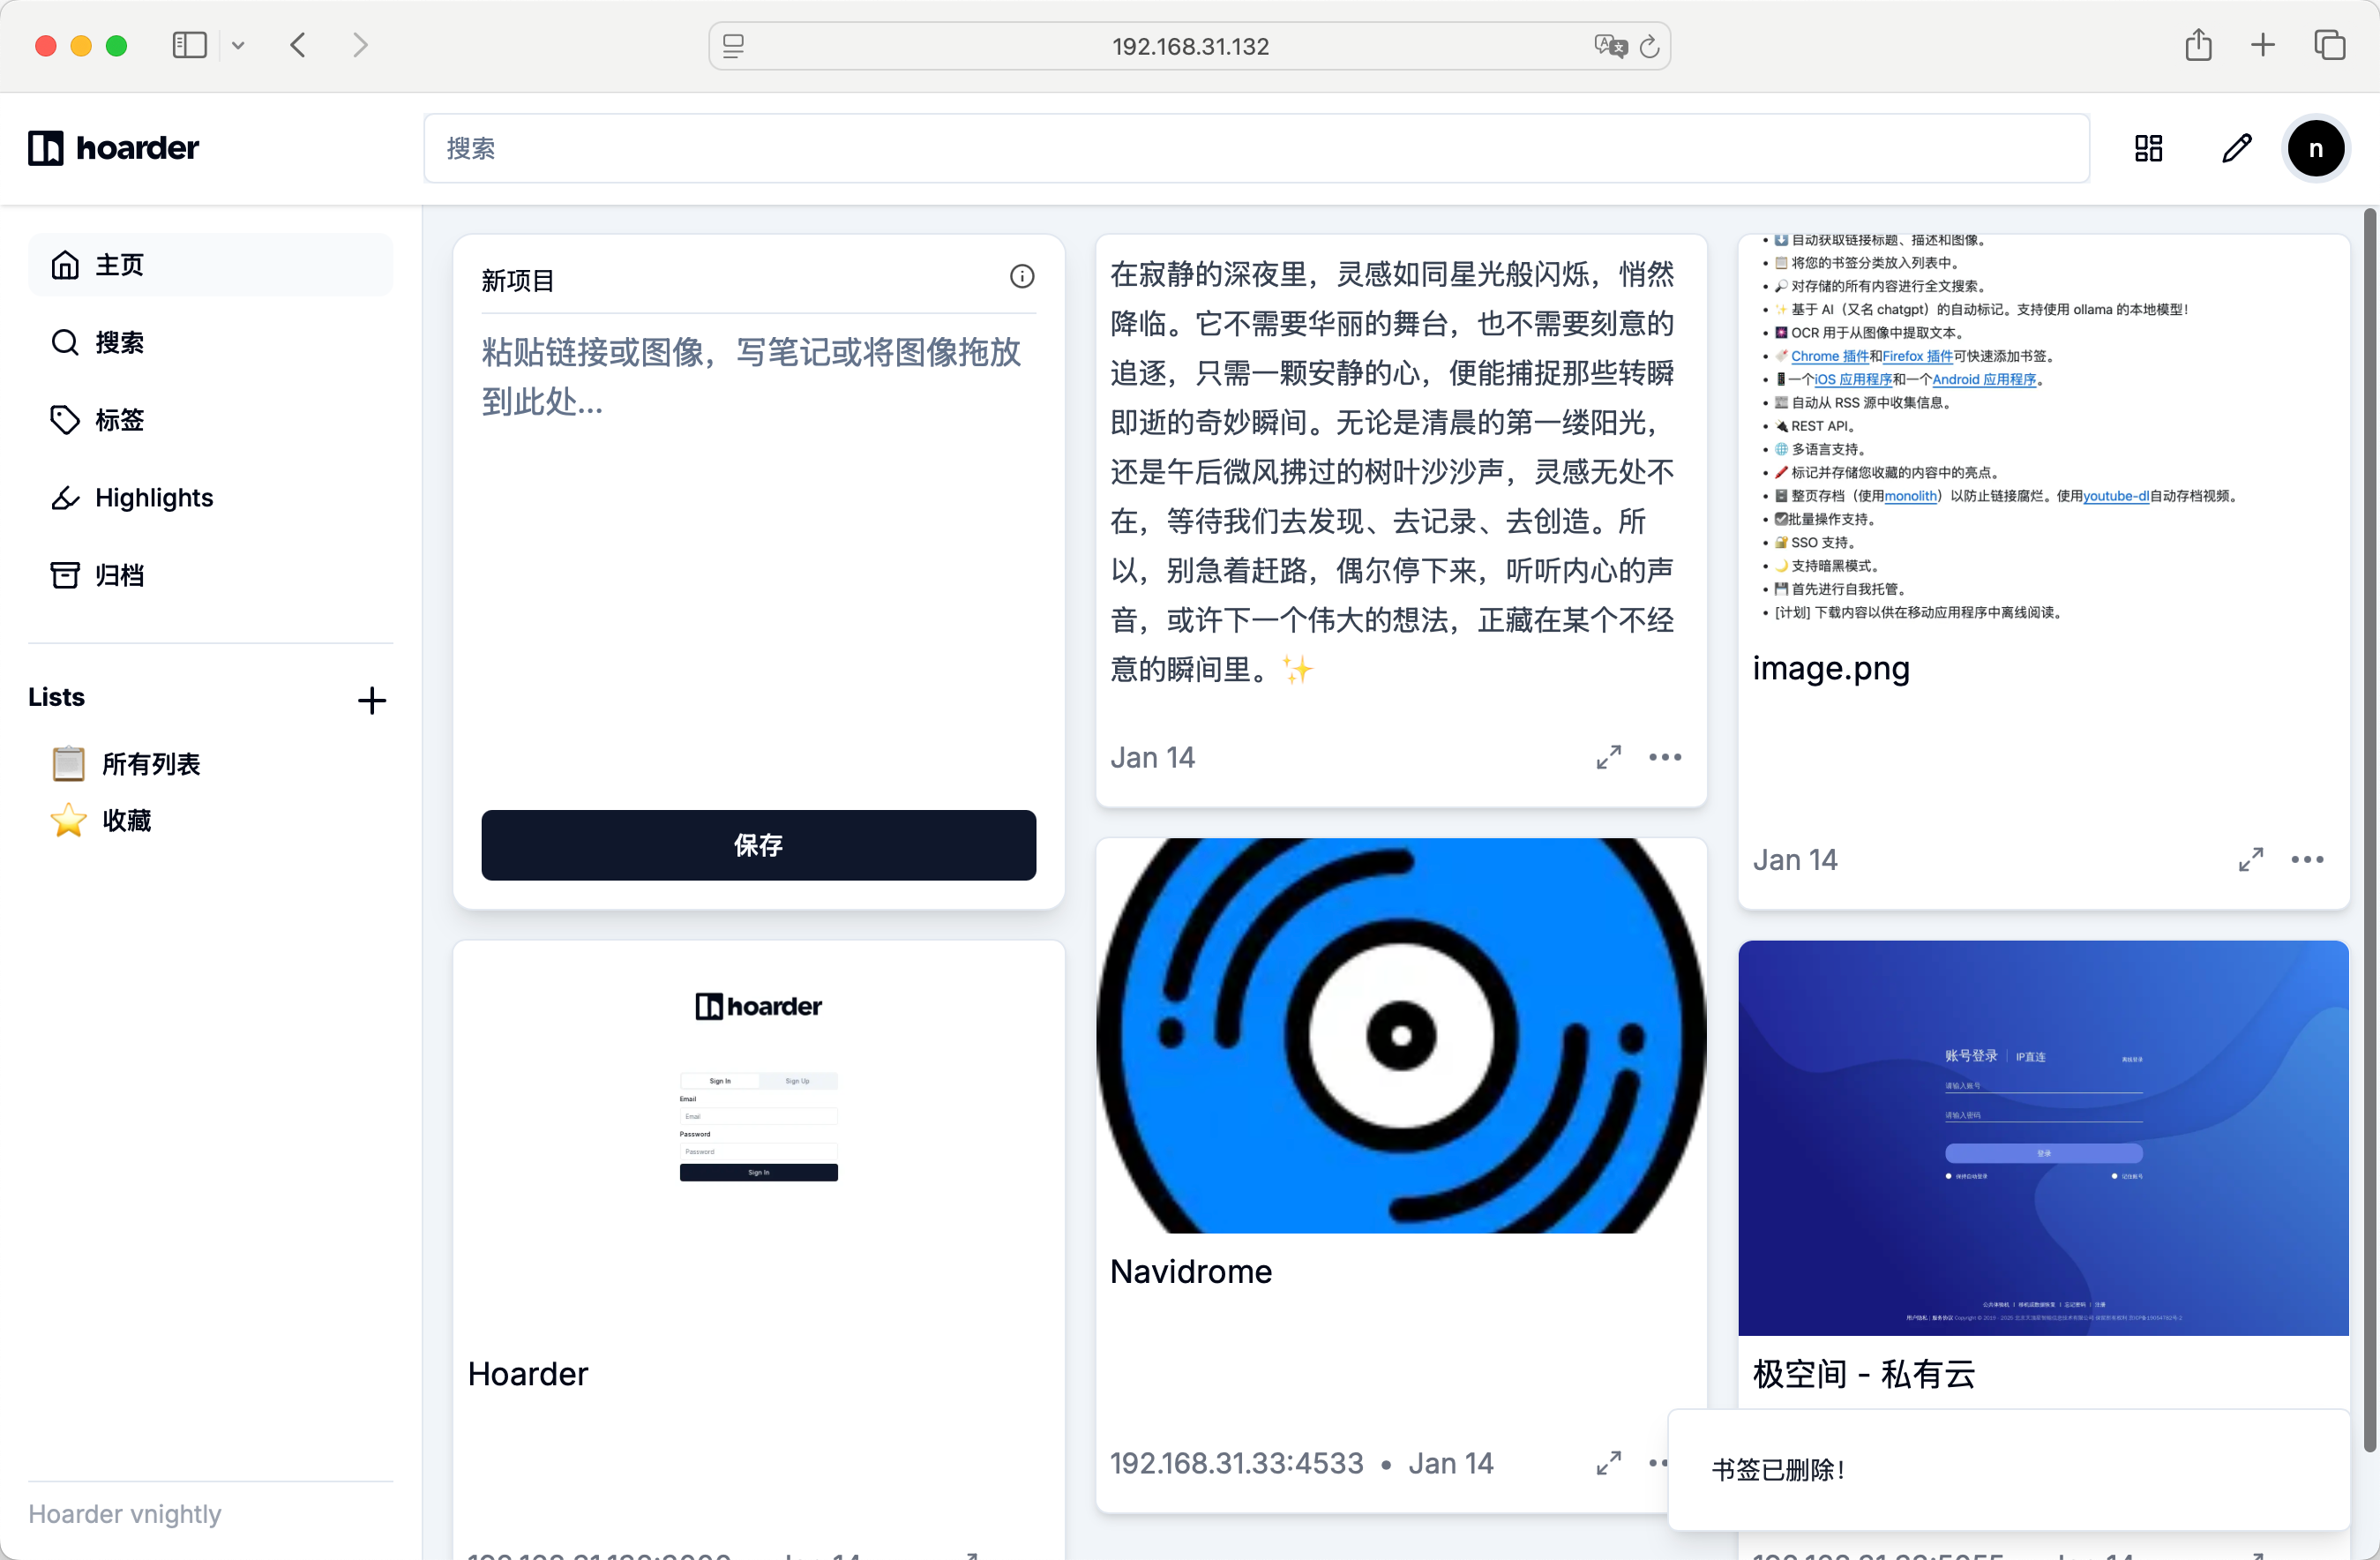 192.168.31.132
hoarder
搜索
n
主页
搜索
标签
Highlights
归档
Lists
所有列表
收藏
Hoarder vnightly
新项目
粘贴链接或图像，写笔记或将图像拖放
到此处...
保存
在寂静的深夜里，灵感如同星光般闪烁，悄然
降临。它不需要华丽的舞台，也不需要刻意的
追逐，只需一颗安静的心，便能捕捉那些转瞬
即逝的奇妙瞬间。无论是清晨的第一缕阳光，
还是午后微风拂过的树叶沙沙声，灵感无处不
在，等待我们去发现、去记录、去创造。所
以，别急着赶路，偶尔停下来，听听内心的声
音，或许下一个伟大的想法，正藏在某个不经
意的瞬间里。✨
Jan 14
• ⬇️ 自动获取链接标题、描述和图像。
• 📋 将您的书签分类放入列表中。
• 🔎 对存储的所有内容进行全文搜索。
• ✨ 基于 AI（又名 chatgpt）的自动标记。支持使用 ollama 的本地模型！
• 🎆 OCR 用于从图像中提取文本。
• 🔖 Chrome 插件和Firefox 插件可快速添加书签。
• 📱一个iOS 应用程序和一个Android 应用程序。
• 📰 自动从 RSS 源中收集信息。
• 🔌 REST API。
• 🌐 多语言支持。
• 🖍️ 标记并存储您收藏的内容中的亮点。
• 🗄️ 整页存档（使用monolith）以防止链接腐烂。使用youtube-dl自动存档视频。
• ☑️批量操作支持。
• 🔐 SSO 支持。
• 🌙 支持暗黑模式。
• 💾 首先进行自我托管。
• [计划] 下载内容以供在移动应用程序中离线阅读。
image.png
Jan 14
hoarder
Sign In Sign Up
Email
Email
Password
Password
Sign In
Hoarder
Navidrome
192.168.31.33:4533 • Jan 14
账号登录 IP直连 离线登录
请输入账号
请输入密码
登录
保持自动登录 记住账号
极空间 - 私有云
书签已删除！